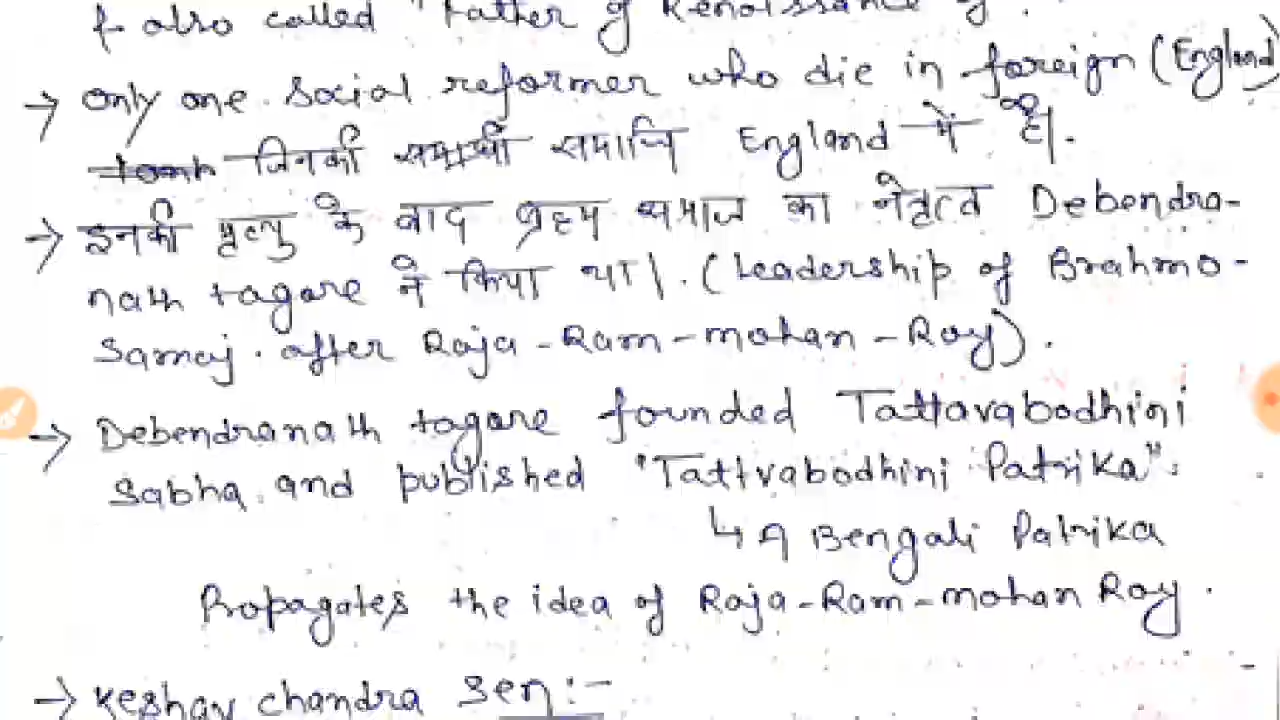 f also called "Father of Renaissance of
→ Only one social reformer who die in foreign (England)
जिनकी समाधि England में है।
→ इनकी मृत्यु के बाद ब्रह्म समाज का नेतृत्व Debendra-
nath tagore ने किया था। (Leadership of Brahmo-
Samaj. after Raja-Ram-mohan-Roy).
→ Debendranath tagore founded Tattavabodhini
Sabha. and published "Tattvabodhini Patrika".
↳ A Bengali Patrika
Propagates the idea of Raja-Ram-mohan Roy.
→ Keshav chandra Sen:-